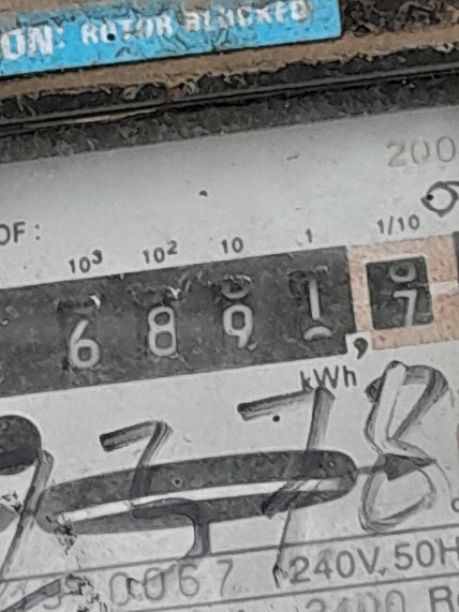 ON: ROTOR BLOCKED
200
OF:
10³ 10² 10 1 1/10
6 8 9 1, 7
kWh
9378
0067
240V, 50H